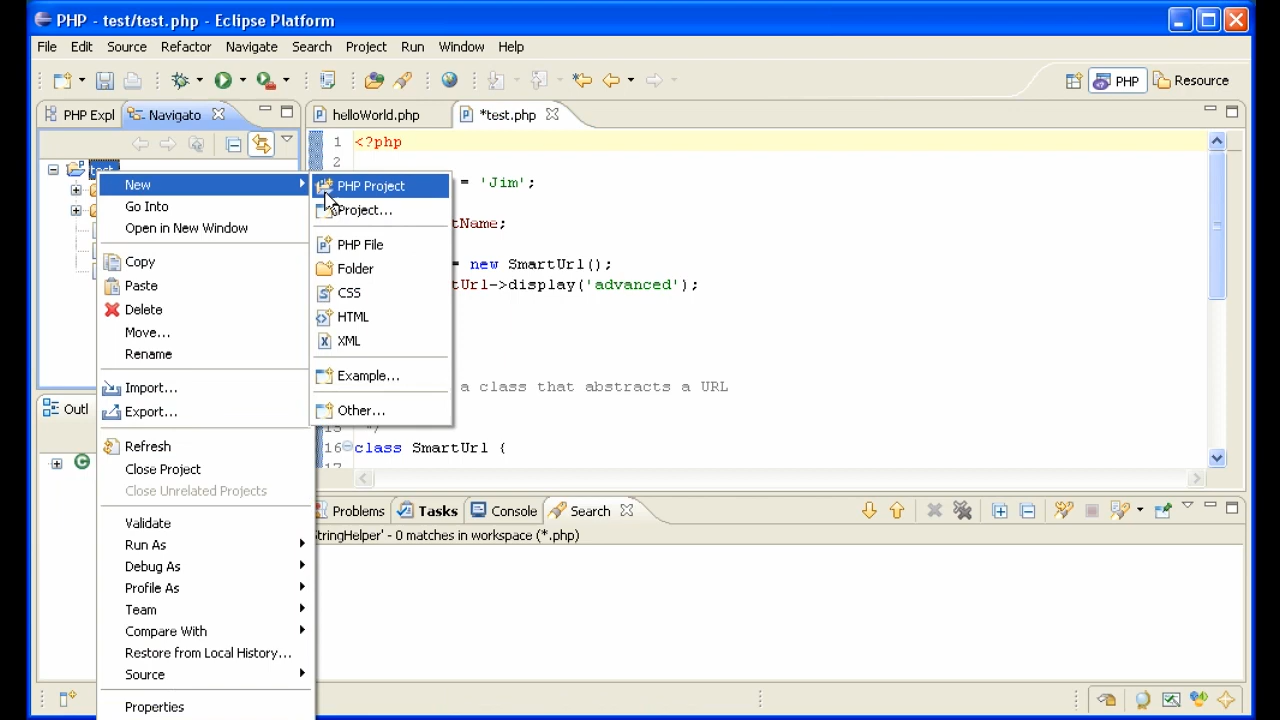 PHP - test/test.php - Eclipse Platform
File Edit Source Refactor Navigate Search Project Run Window Help
PHP Resource
PHP Expl Navigato helloWorld.php *test.php
1 <?php
2
test
= 'Jim';
tName;
= new SmartUrl();
tUrl->display('advanced');
a class that abstracts a URL
15 */
16 class SmartUrl {
17
New
Go Into
Open in New Window
Copy
Paste
Delete
Move...
Rename
Import...
Export...
Refresh
Close Project
Close Unrelated Projects
Validate
Run As
Debug As
Profile As
Team
Compare With
Restore from Local History...
Source
Properties
PHP Project
Project...
PHP File
Folder
CSS
HTML
XML
Example...
Other...
Outl
Problems Tasks Console Search
StringHelper' - 0 matches in workspace (*.php)